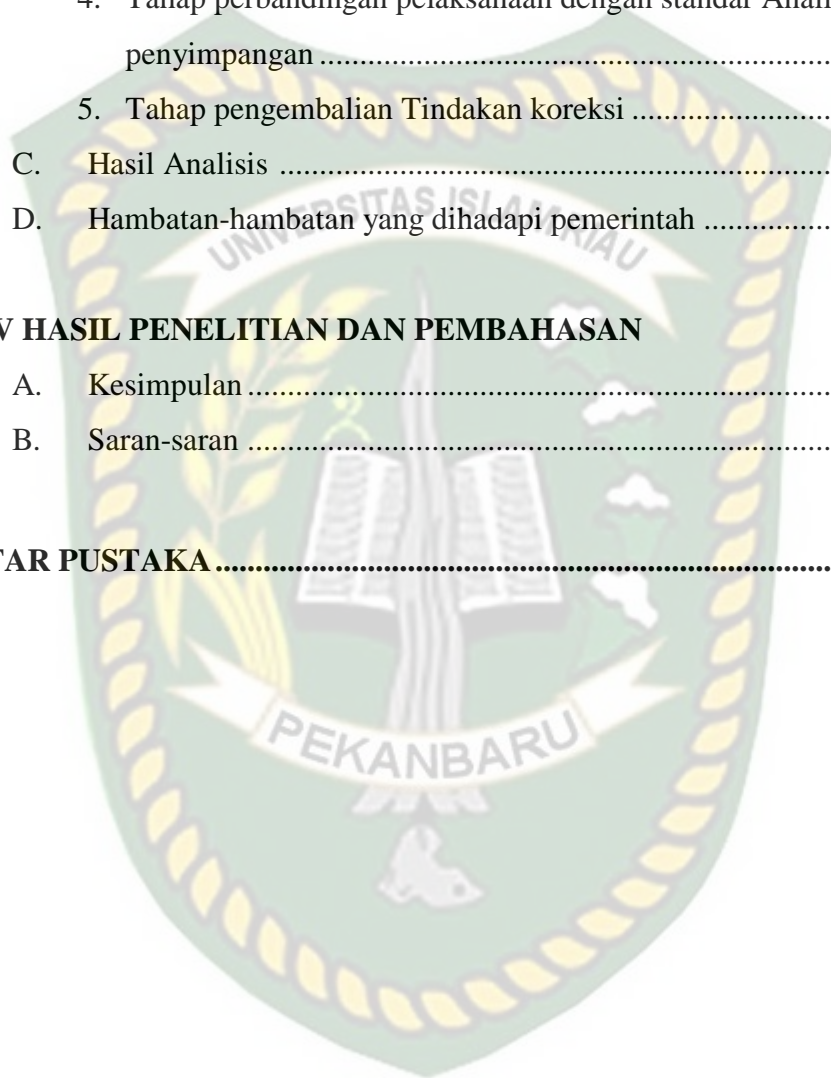 4. Tahap perbandingan pelaksanaan dengan standar
penyimpangan ........................................................................
5. Tahap pengembalian Tindakan koreksi .........................
C. Hasil Analisis ........................................................................
D. Hambatan-hambatan yang dihadapi pemerintah ................
V HASIL PENELITIAN DAN PEMBAHASAN
A. Kesimpulan ............................................................................
B. Saran-saran ............................................................................
TAR PUSTAKA ................................................................................
UNIVERSITAS ISLAM RIAU
PEKANBARU